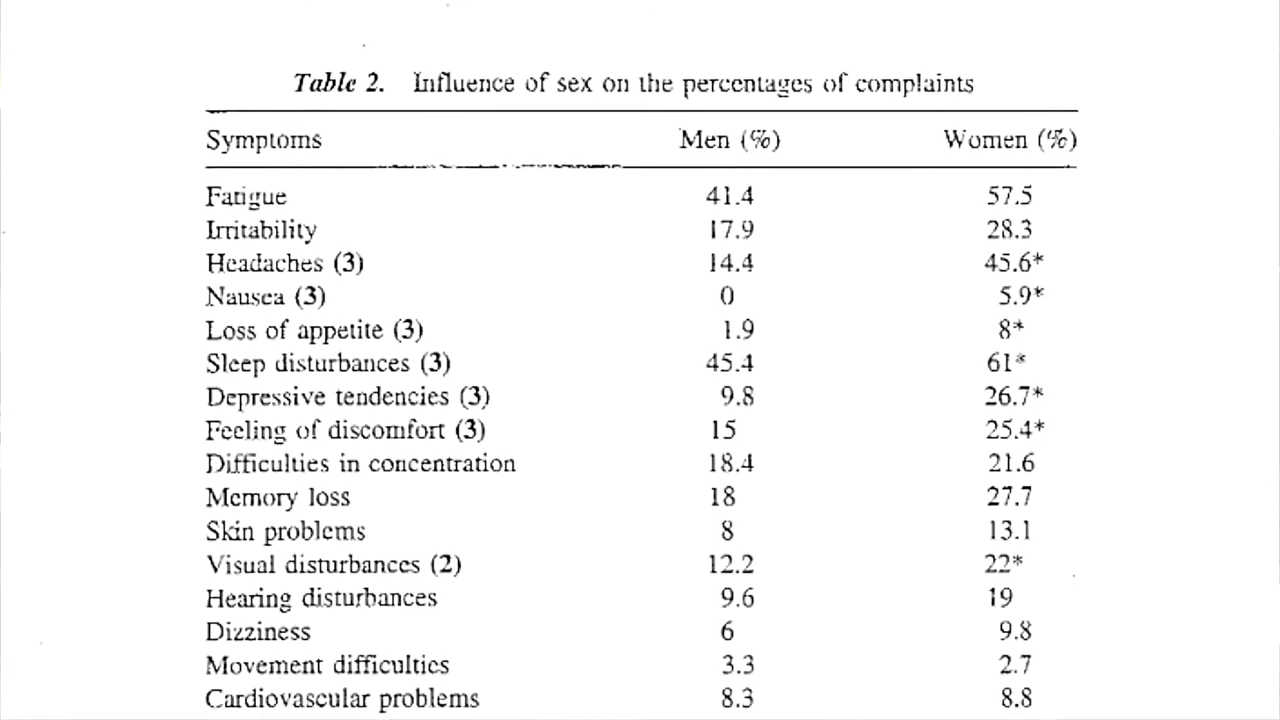 Table 2. Influence of sex on the percentages of complaints
Symptoms Men (%) Women (%)
Fatigue 41.4 57.5
Irritability 17.9 28.3
Headaches (3) 14.4 45.6*
Nausea (3) 0 5.9*
Loss of appetite (3) 1.9 8*
Sleep disturbances (3) 45.4 61*
Depressive tendencies (3) 9.8 26.7*
Feeling of discomfort (3) 15 25.4*
Difficulties in concentration 18.4 21.6
Memory loss 18 27.7
Skin problems 8 13.1
Visual disturbances (2) 12.2 22*
Hearing disturbances 9.6 19
Dizziness 6 9.8
Movement difficulties 3.3 2.7
Cardiovascular problems 8.3 8.8